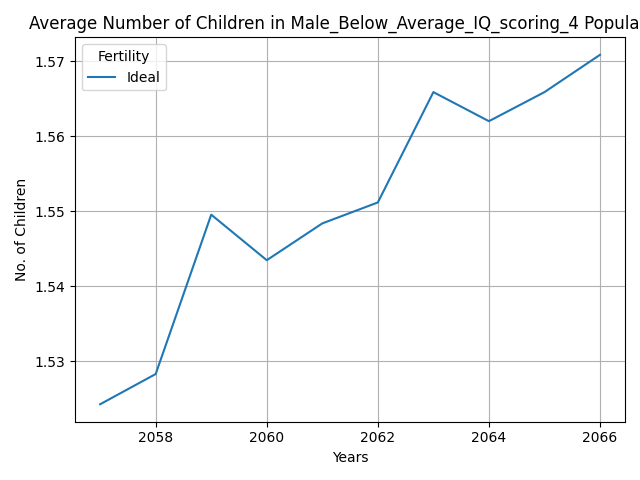 Average Number of Children in Male_Below_Average_IQ_scoring_4 Popula
Fertility
Ideal
1.57
1.56
1.55
1.54
1.53
No. of Children
2058 2060 2062 2064 2066
Years